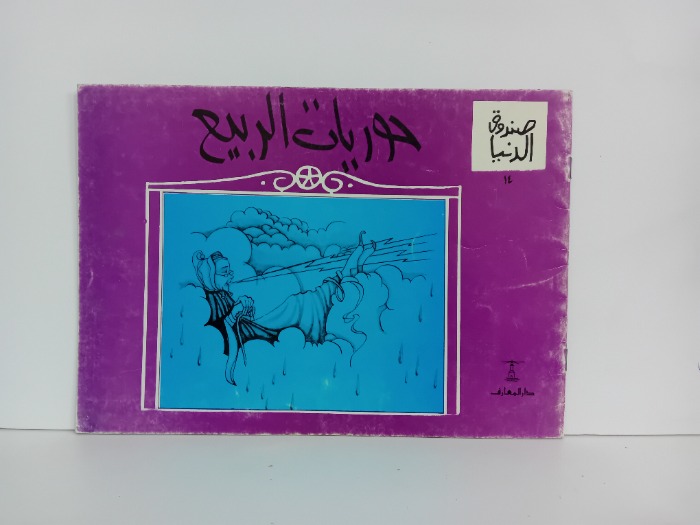 حوريات الربيع
صندوق
الدنيا
١٤
دار المعارف